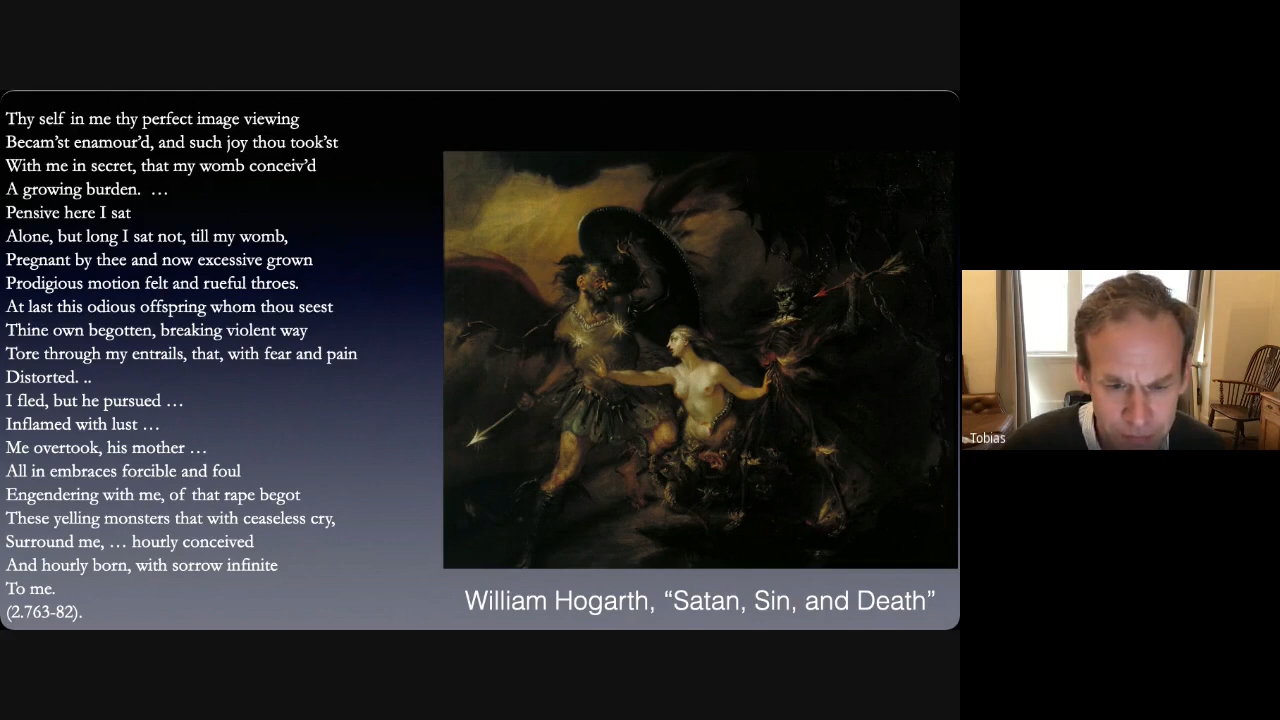 Thy self in me thy perfect image viewing
Becam’st enamour’d, and such joy thou took’st
With me in secret, that my womb conceiv’d
A growing burden.  …
Pensive here I sat
Alone, but long I sat not, till my womb,
Pregnant by thee and now excessive grown
Prodigious motion felt and rueful throes.
At last this odious offspring whom thou seest
Thine own begotten, breaking violent way
Tore through my entrails, that, with fear and pain
Distorted. ..
I fled, but he pursued …
Inflamed with lust …
Me overtook, his mother …
All in embraces forcible and foul
Engendering with me, of that rape begot
These yelling monsters that with ceaseless cry,
Surround me, … hourly conceived
And hourly born, with sorrow infinite
To me.
(2.763-82).
William Hogarth, “Satan, Sin, and Death”
Tobias